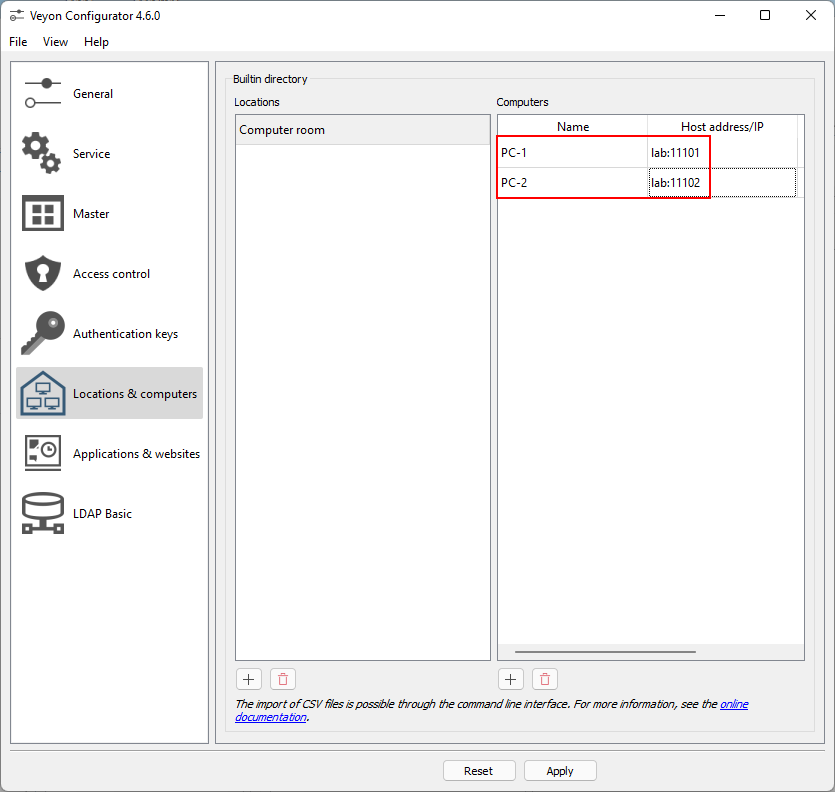 Veyon Configurator 4.6.0
File View Help
General
Service
Master
Access control
Authentication keys
Locations & computers
Applications & websites
LDAP Basic
Builtin directory
Locations
Computer room
Computers
Name Host address/IP
PC-1 lab:11101
PC-2 lab:11102
The import of CSV files is possible through the command line interface. For more information, see the online
documentation.
Reset Apply